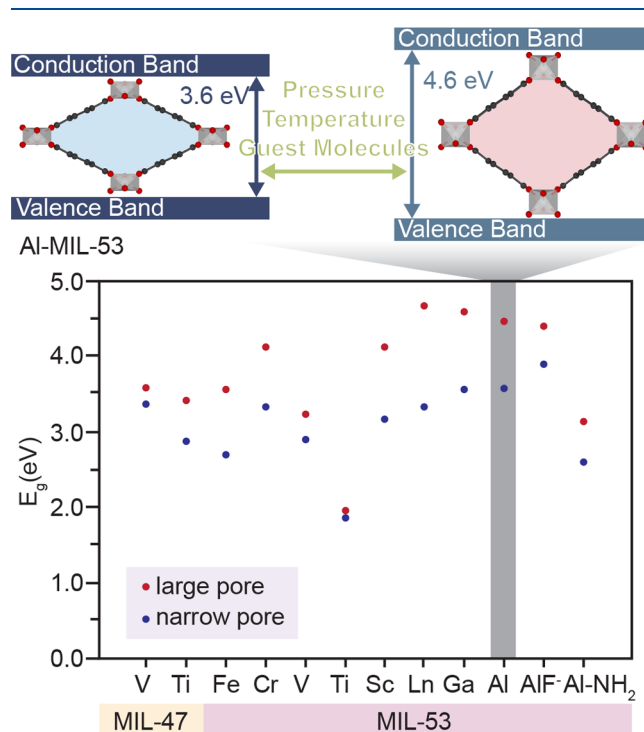 Conduction Band
3.6 eV
Conduction Band
4.6 eV
Pressure
Temperature
Guest Molecules
Valence Band
Valence Band
Al-MIL-53
E_g(eV)
5.0
4.0
3.0
2.0
1.0
0.0
large pore
narrow pore
V Ti Fe Cr V Ti Sc Ln Ga Al AlF⁻ Al-NH₂
MIL-47 MIL-53